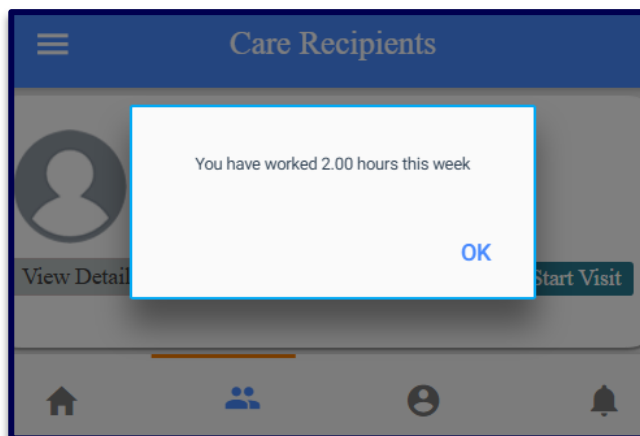 Care Recipients
You have worked 2.00 hours this week
OK
View Detail
Start Visit